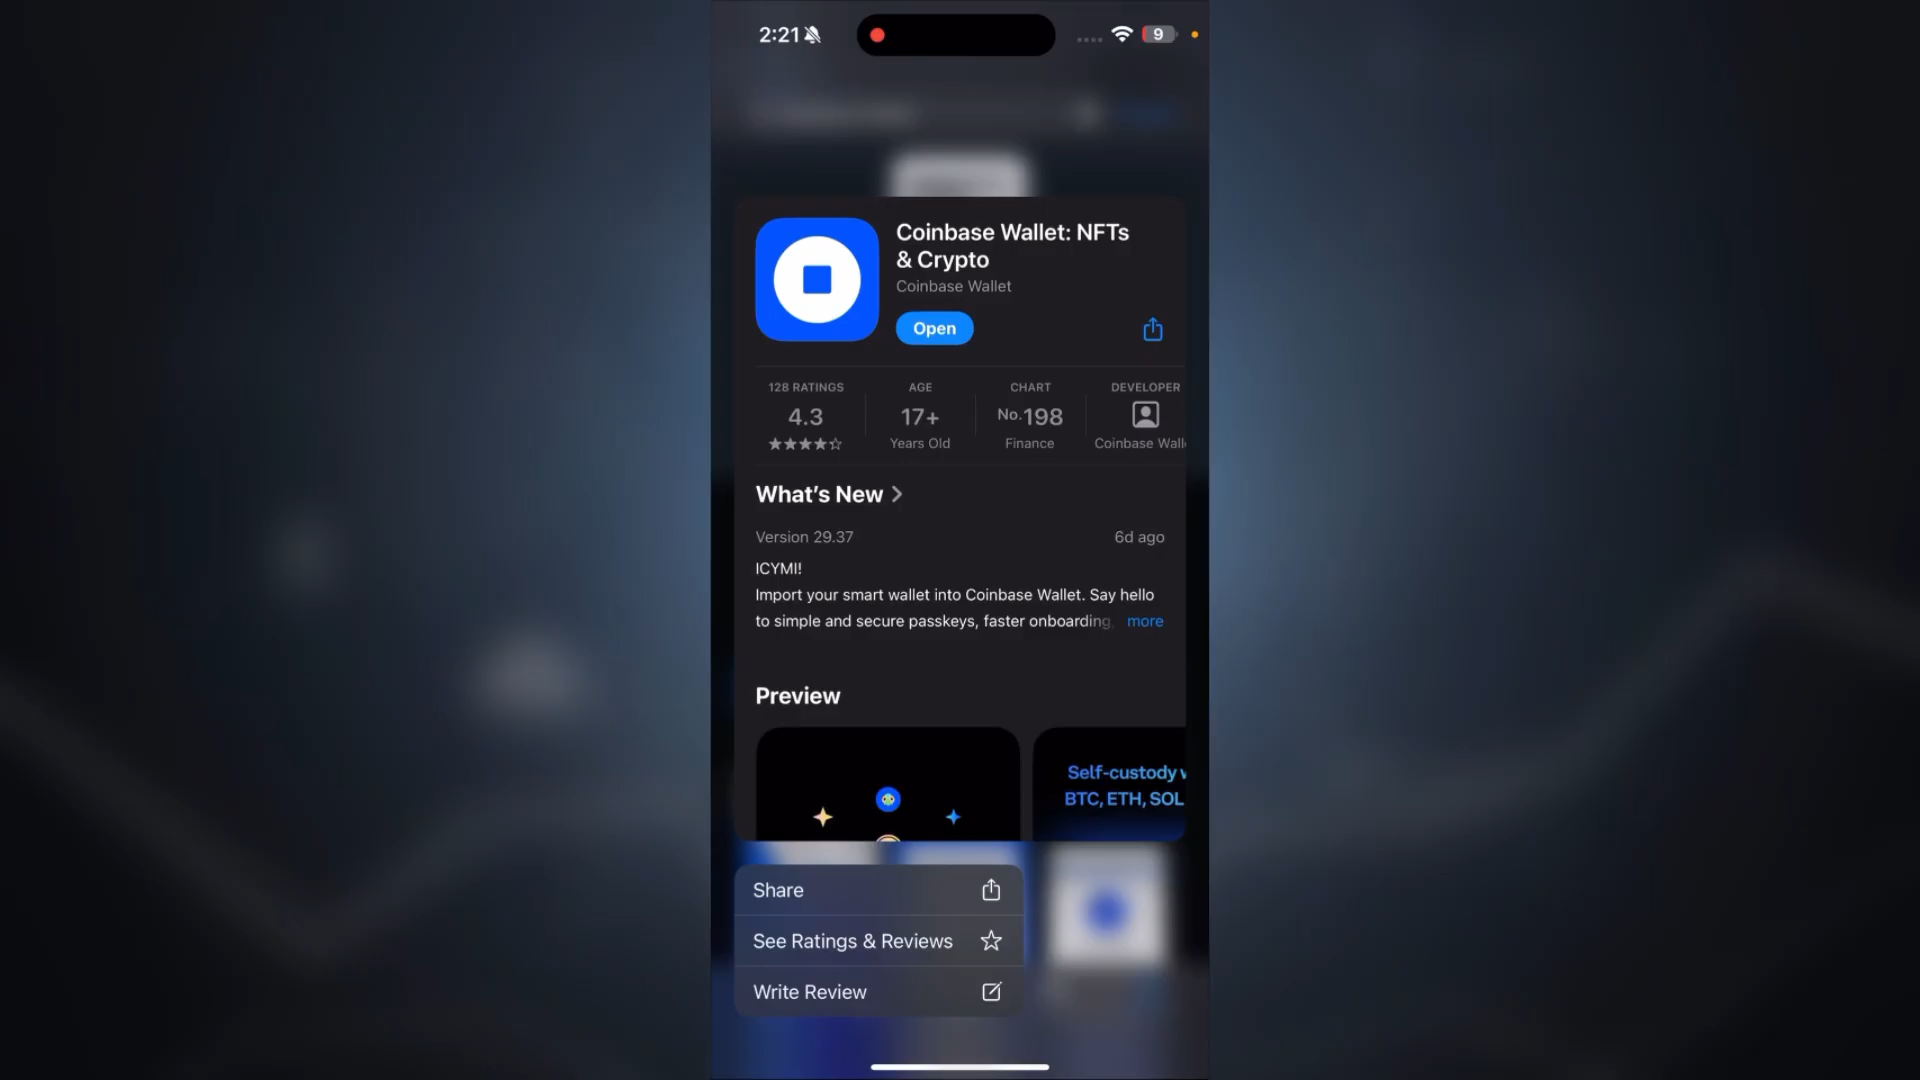 2:21
9
Coinbase Wallet: NFTs
& Crypto
Coinbase Wallet
Open
128 RATINGS
4.3
AGE
17+
Years Old
CHART
No.198
Finance
DEVELOPER
Coinbase Wall
What's New
Version 29.37
6d ago
ICYMI!
Import your smart wallet into Coinbase Wallet. Say hello
to simple and secure passkeys, faster onboarding, more
Preview
Self-custody
BTC, ETH, SOL
Share
See Ratings & Reviews
Write Review